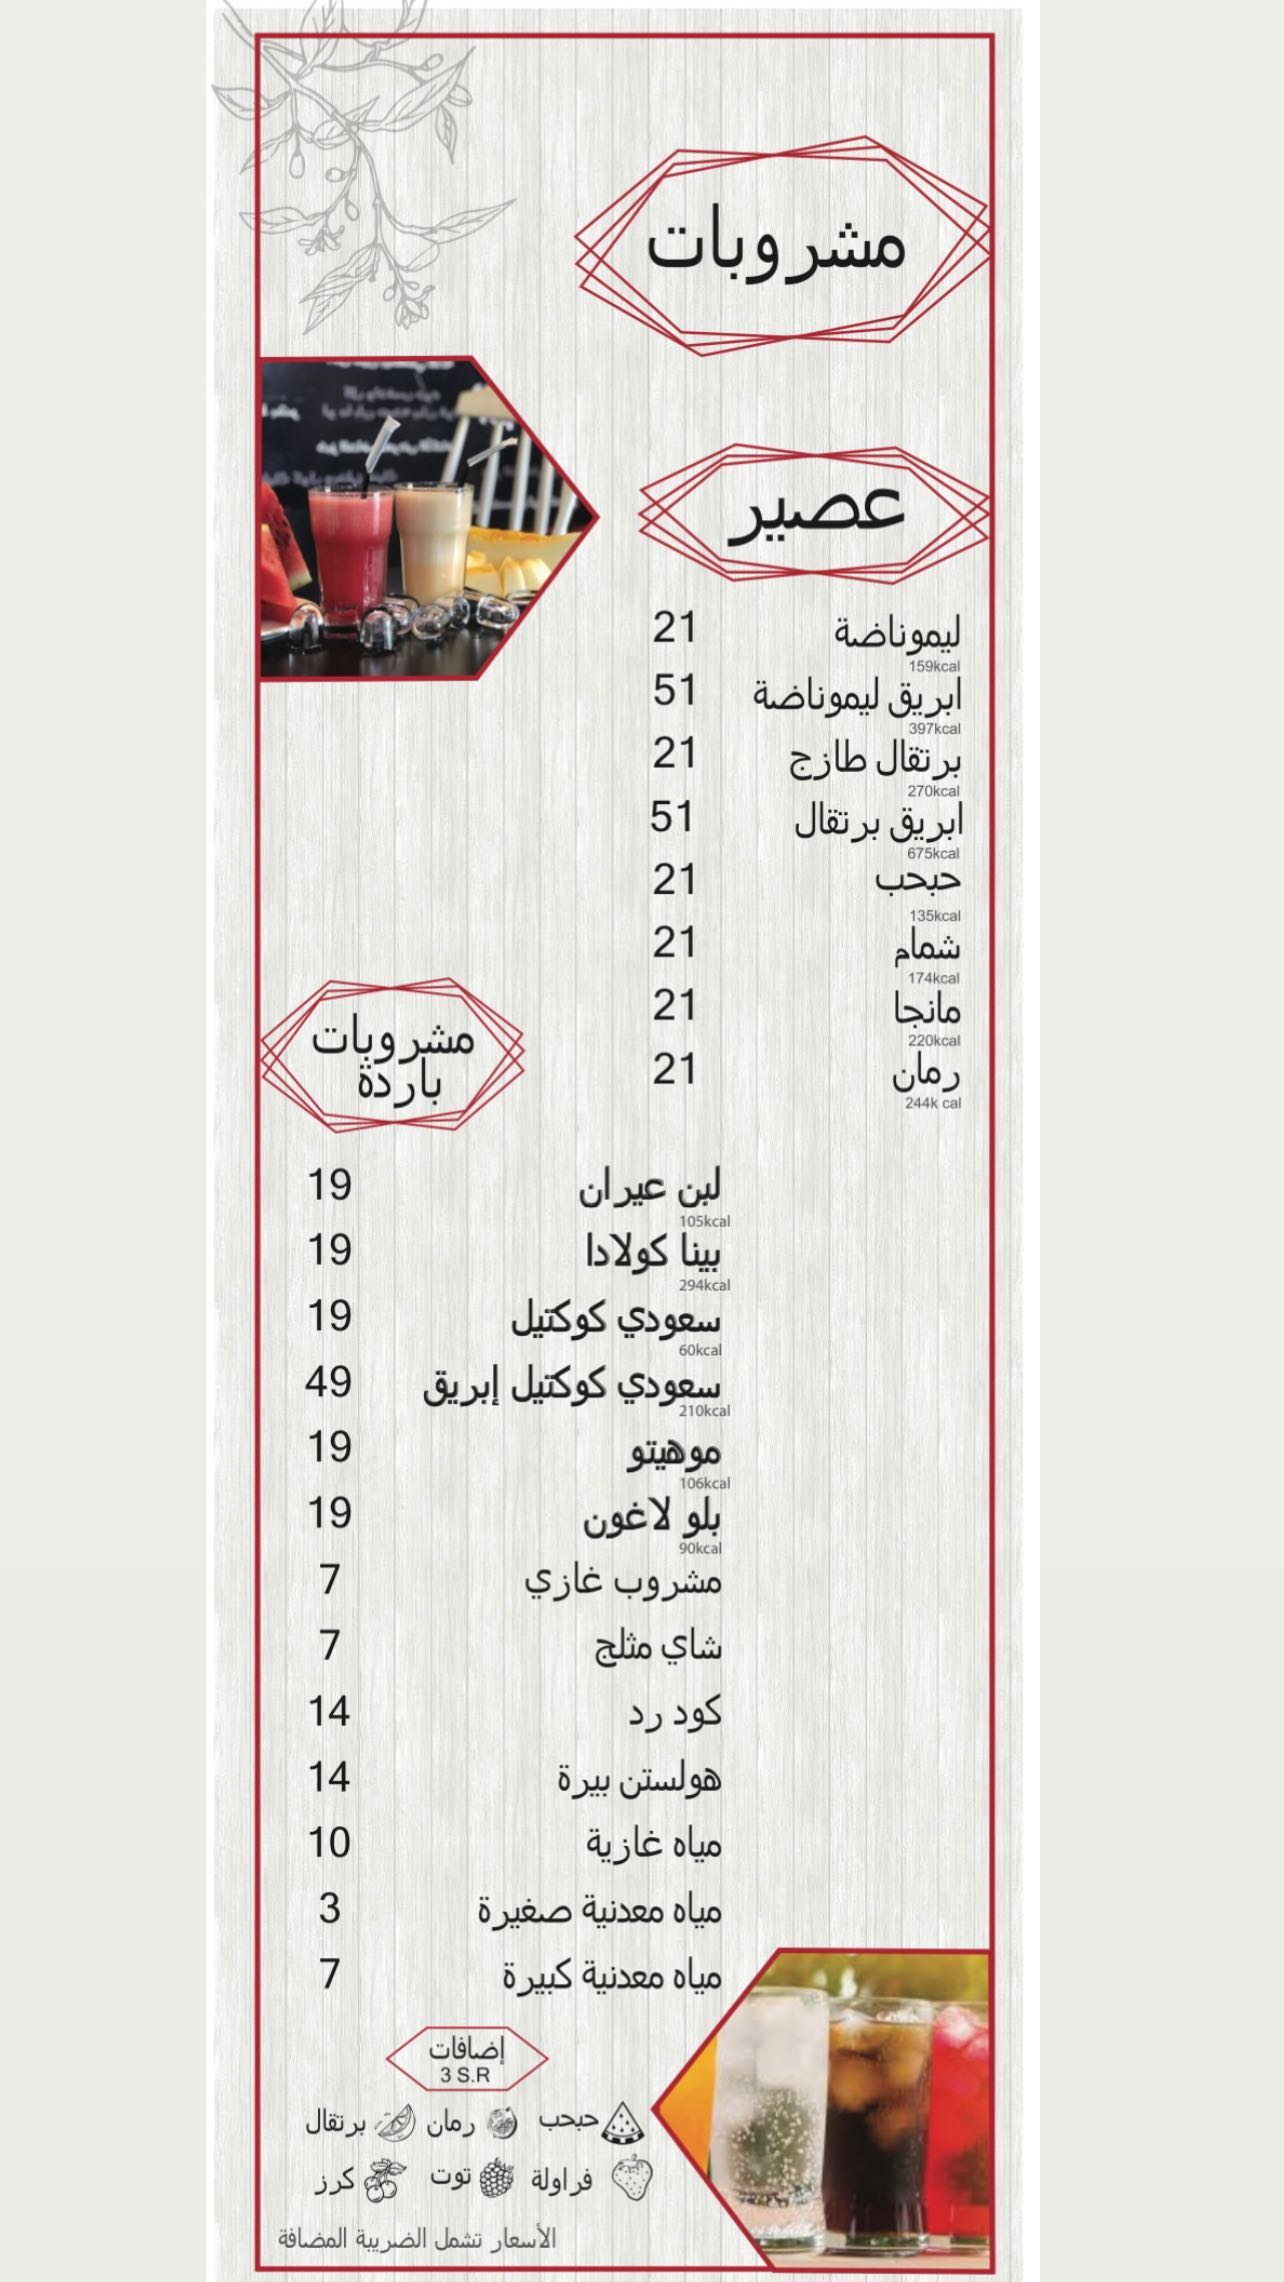 مشروبات
عصير
ليموناضة 21
159kcal
ابريق ليموناضة 51
397kcal
برتقال طازج 21
270kcal
ابريق برتقال 51
675kcal
حبحب 21
135kcal
شمام 21
174kcal
مانجا 21
220kcal
رمان 21
244k cal
مشروبات
باردة
لبن عيران 19
105kcal
بينا كولادا 19
294kcal
سعودي كوكتيل 19
60kcal
سعودي كوكتيل إبريق 49
210kcal
موهيتو 19
106kcal
بلو لاغون 19
90kcal
مشروب غازي 7
شاي مثلج 7
كود رد 14
هولستن بيرة 14
مياه غازية 10
مياه معدنية صغيرة 3
مياه معدنية كبيرة 7
إضافات
3 S.R
حبحب رمان برتقال
فراولة توت كرز
الأسعار تشمل الضريبة المضافة